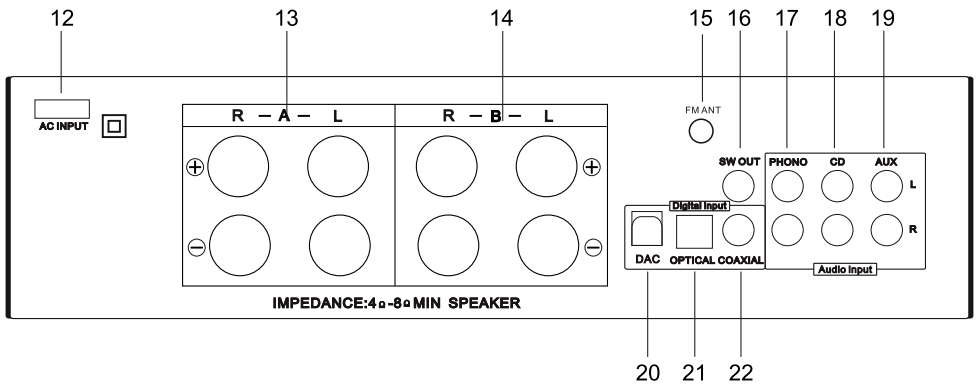 12 13 14 15 16 17 18 19
FM ANT
AC INPUT
R – A – L
R – B – L
SW OUT PHONO CD AUX
L
Digital Input
R
DAC OPTICAL COAXIAL
Audio Input
IMPEDANCE:4Ω-8Ω MIN SPEAKER
20 21 22